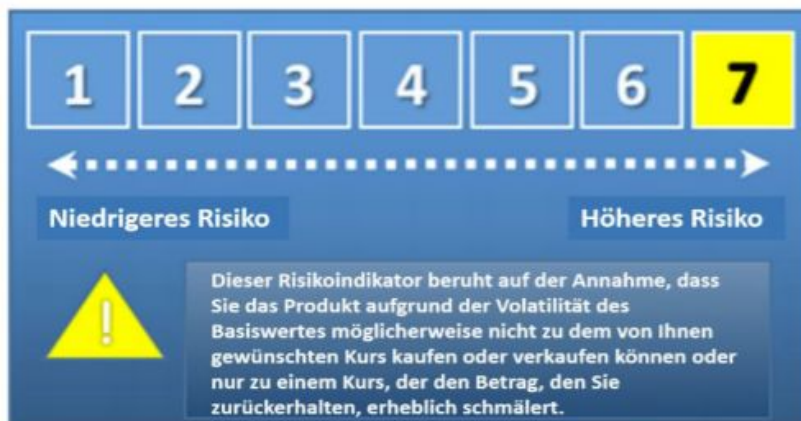 1 2 3 4 5 6 7
Niedrigeres Risiko Höheres Risiko
!
Dieser Risikoindikator beruht auf der Annahme, dass
Sie das Produkt aufgrund der Volatilität des
Basiswertes möglicherweise nicht zu dem von Ihnen
gewünschten Kurs kaufen oder verkaufen können oder
nur zu einem Kurs, der den Betrag, den Sie
zurückerhalten, erheblich schmälert.